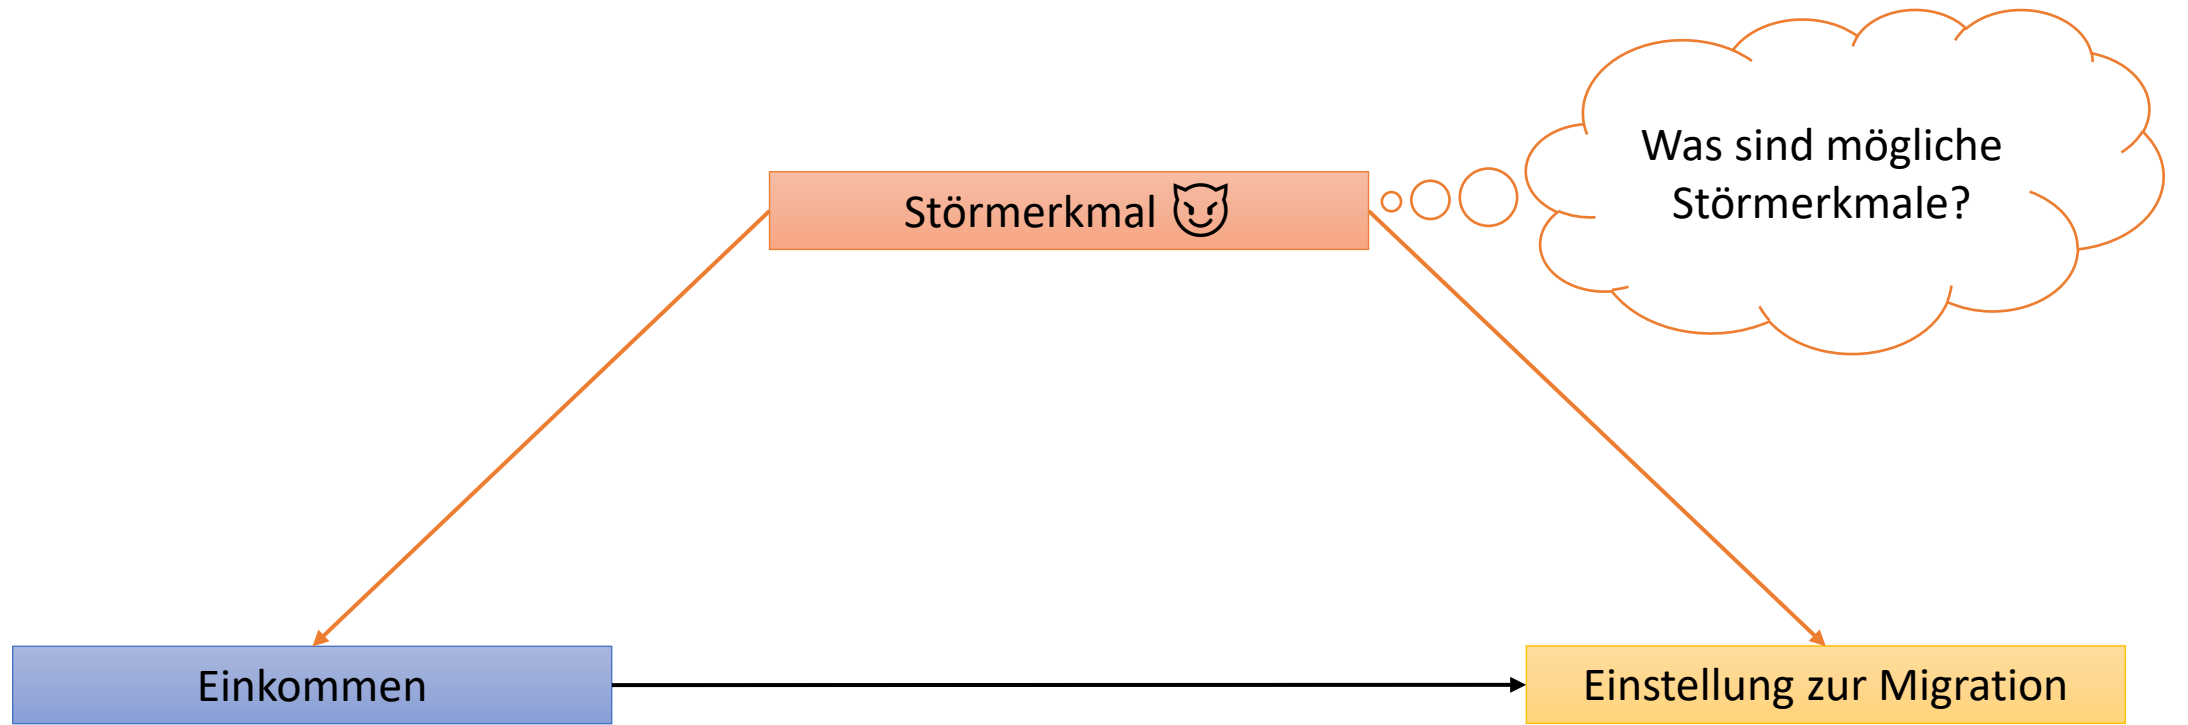 Was sind mögliche
Störmerkmale?
Störmerkmal 😈
Einkommen
Einstellung zur Migration